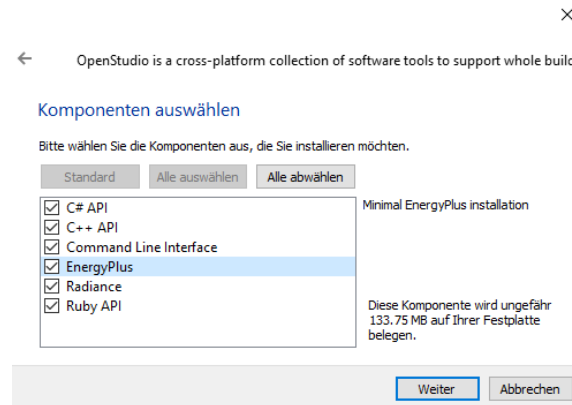 OpenStudio is a cross-platform collection of software tools to support whole build
Komponenten auswählen
Bitte wählen Sie die Komponenten aus, die Sie installieren möchten.
Standard
Alle auswählen
Alle abwählen
C# API
C++ API
Command Line Interface
EnergyPlus
Radiance
Ruby API
Minimal EnergyPlus installation
Diese Komponente wird ungefähr
133.75 MB auf Ihrer Festplatte
belegen.
Weiter
Abbrechen